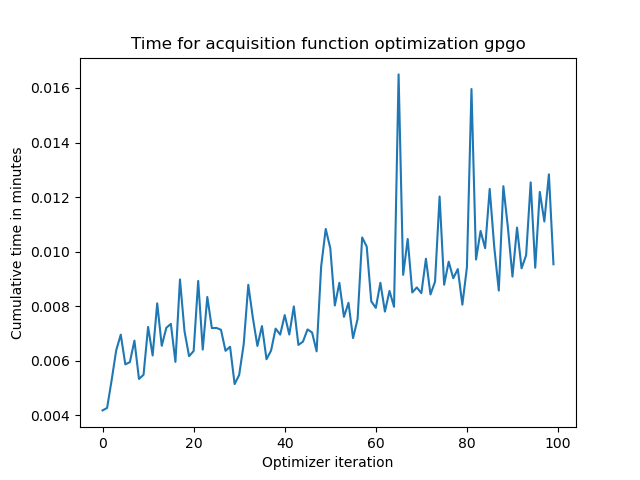 Time for acquisition function optimization gpgo
Cumulative time in minutes
0.016
0.014
0.012
0.010
0.008
0.006
0.004
0 20 40 60 80 100
Optimizer iteration